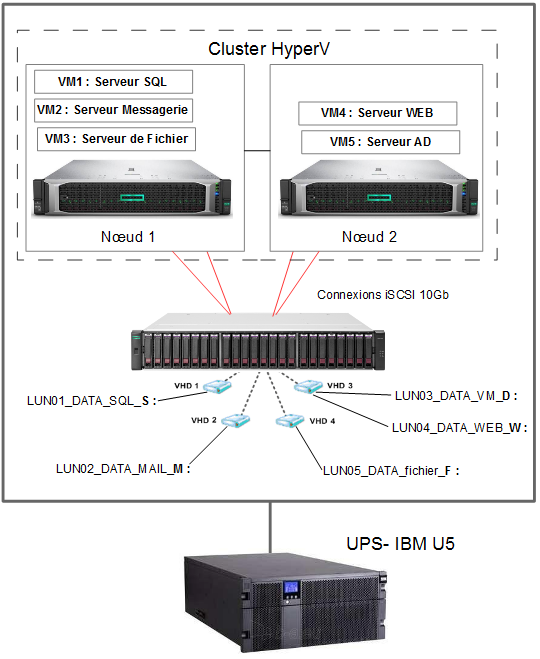 Cluster HyperV
VM1 : Serveur SQL
VM2 : Serveur Messagerie
VM3 : Serveur de Fichier
VM4 : Serveur WEB
VM5 : Serveur AD
Nœud 1
Nœud 2
Connexions iSCSI 10Gb
VHD 1
VHD 3
LUN01_DATA_SQL_S :
LUN03_DATA_VM_D :
VHD 2
VHD 4
LUN04_DATA_WEB_W :
LUN02_DATA_MAIL_M :
LUN05_DATA_fichier_F :
UPS- IBM U5